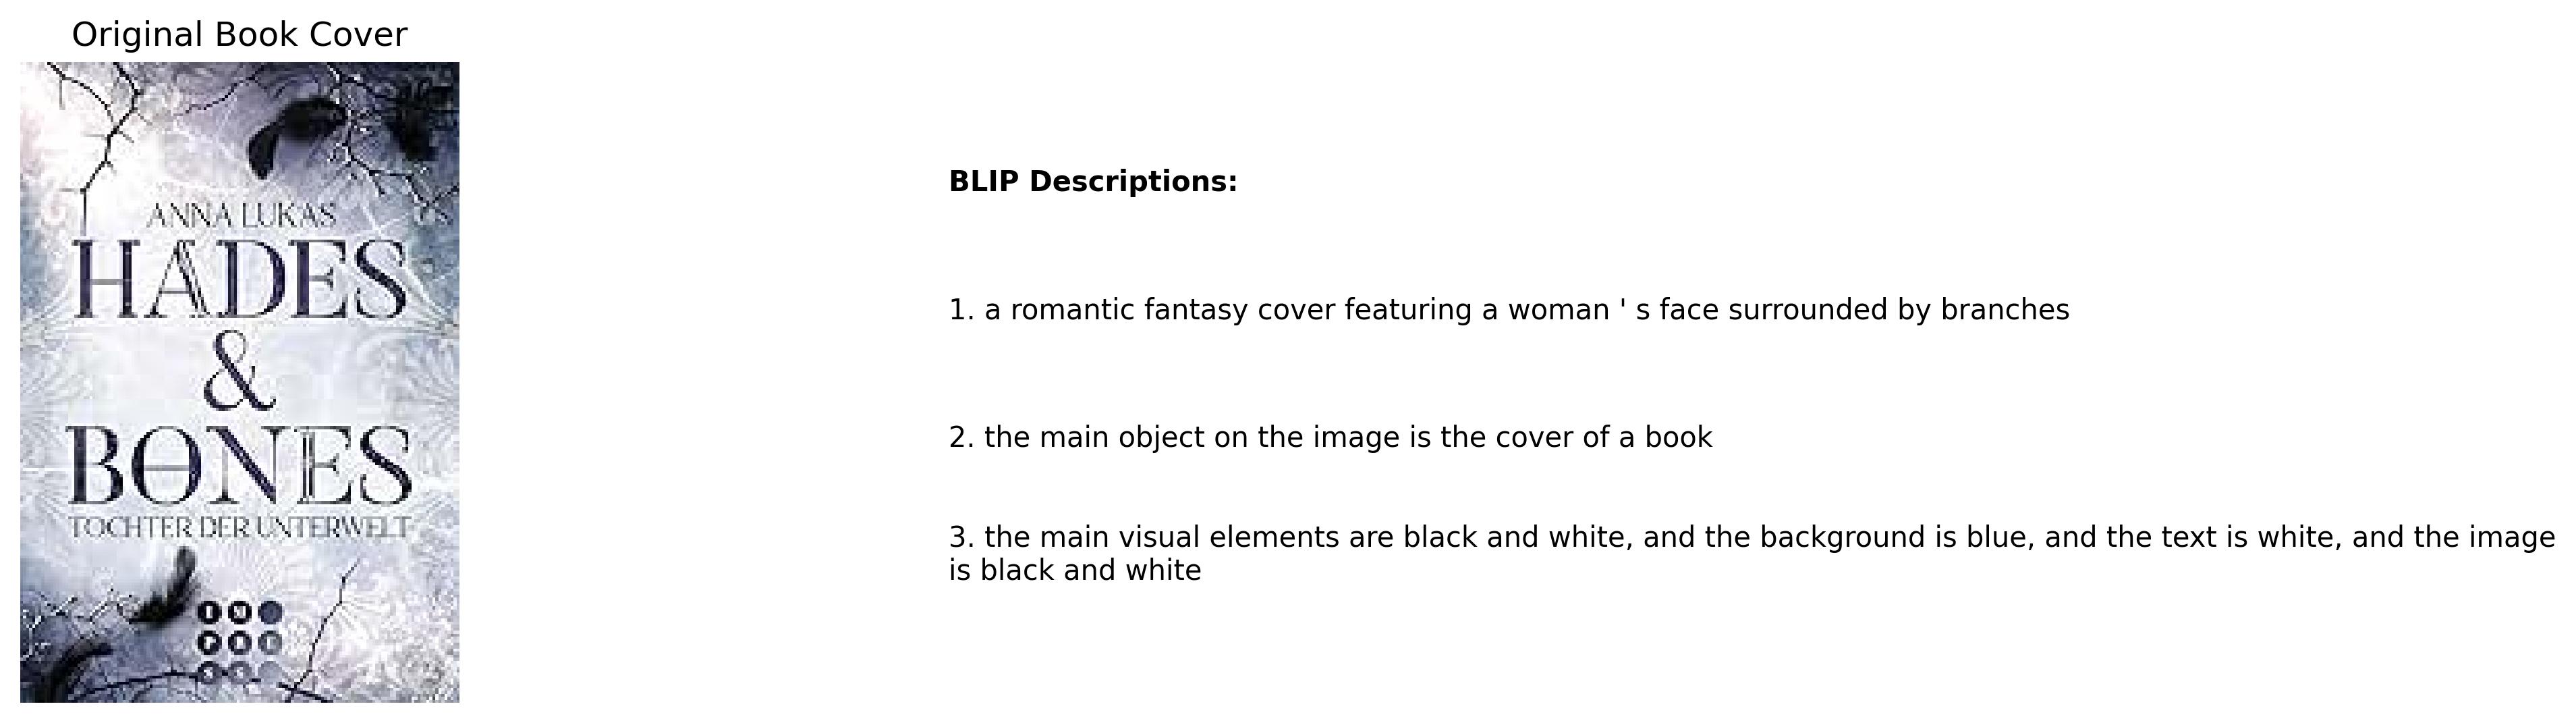 Original Book Cover
ANNA LUKAS
HADES
&
BONES
TOCHTER DER UNTERWELT
BLIP Descriptions:
1. a romantic fantasy cover featuring a woman ' s face surrounded by branches
2. the main object on the image is the cover of a book
3. the main visual elements are black and white, and the background is blue, and the text is white, and the image
is black and white